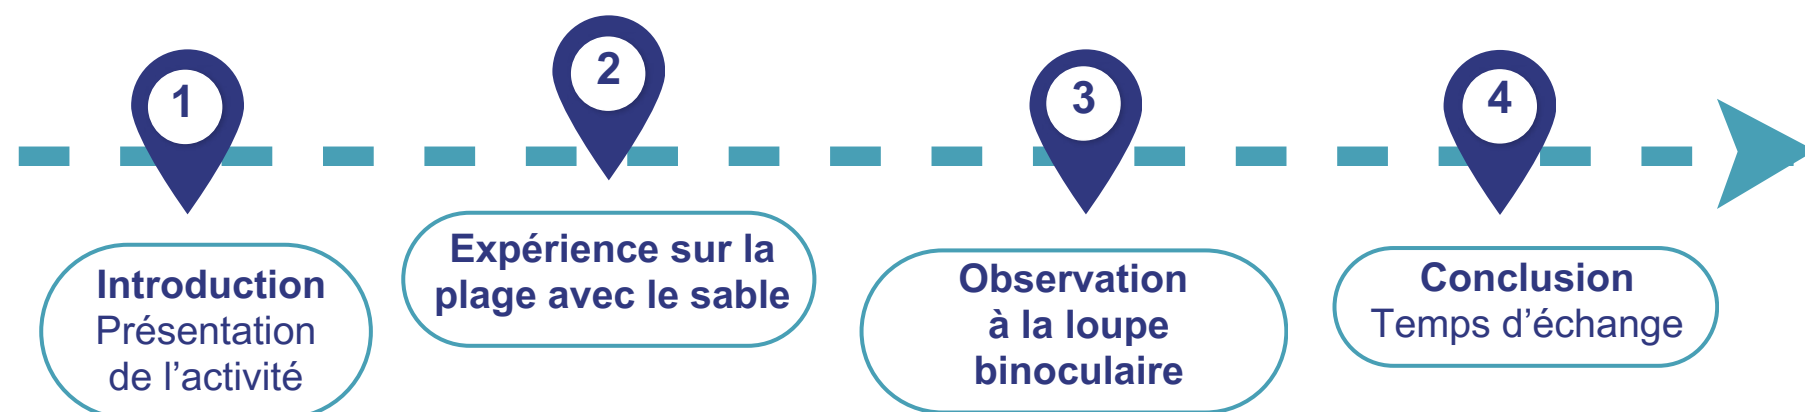 1
Introduction
Présentation
de l’activité
2
Expérience sur la
plage avec le sable
3
Observation
à la loupe
binoculaire
4
Conclusion
Temps d’échange